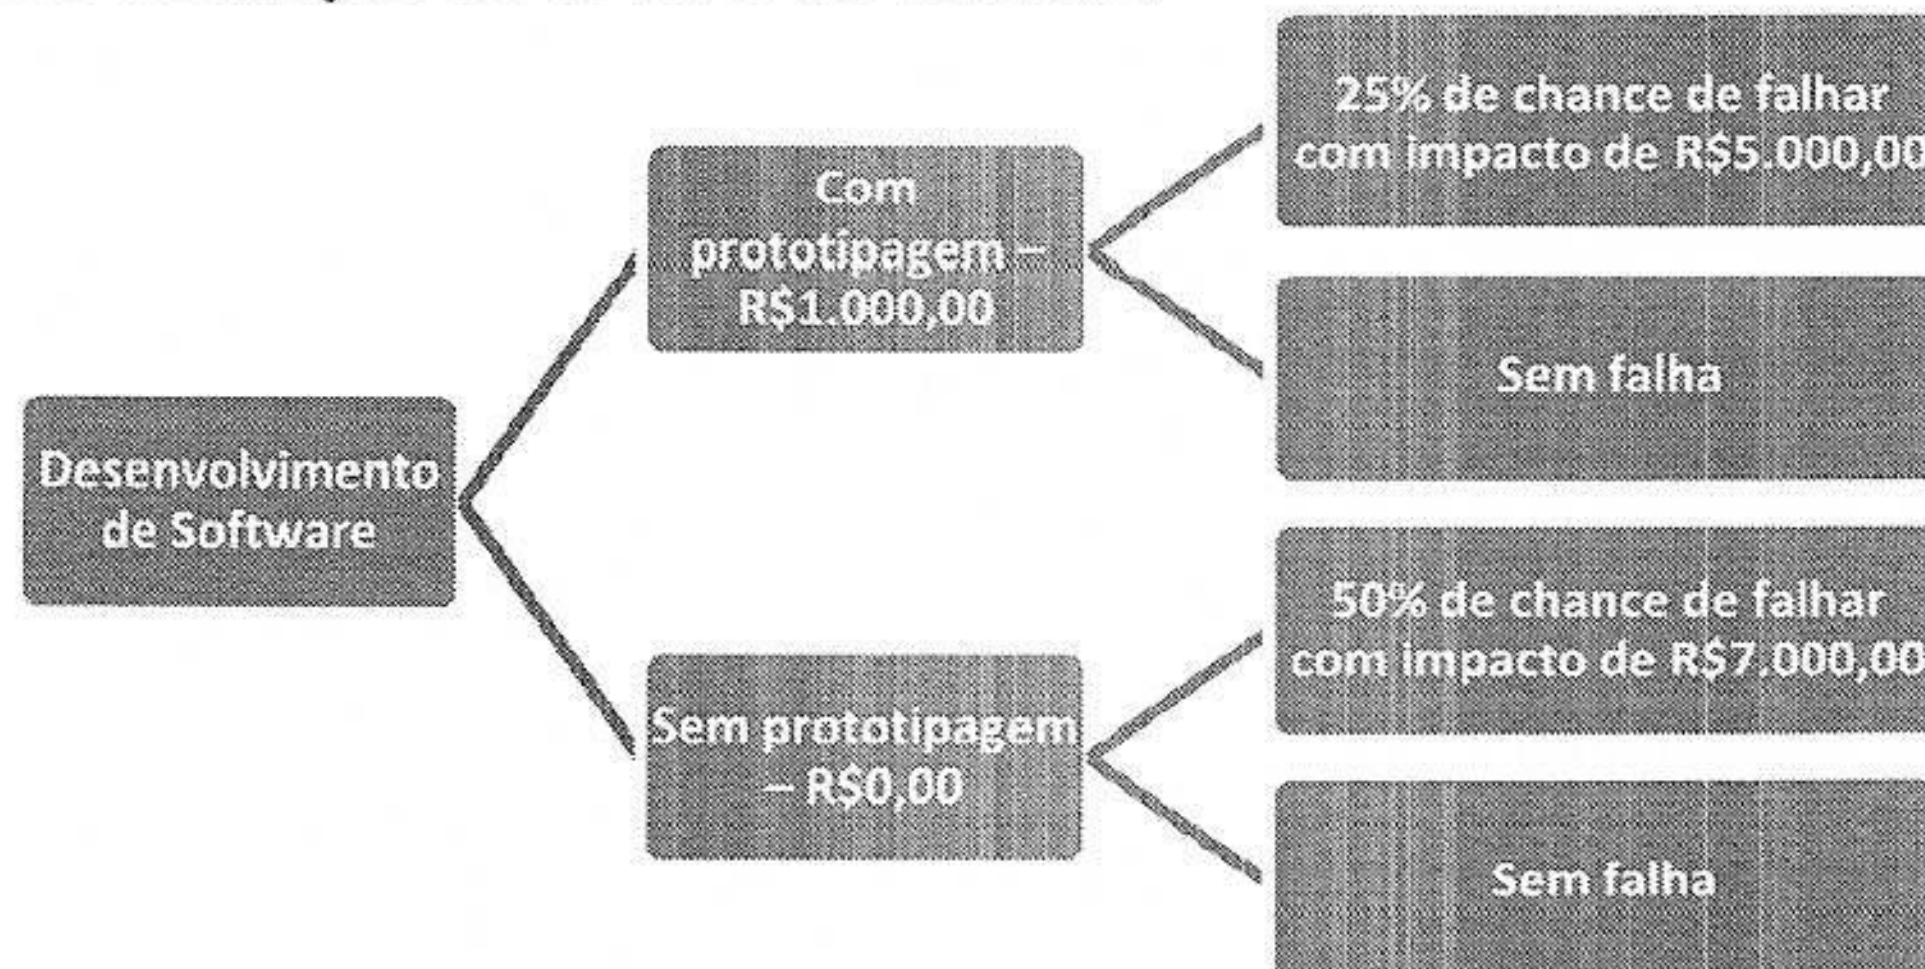 25% de chance de falhar
com impacto de R$5.000,00
Com
prototipagem –
R$1.000,00
Sem falha
Desenvolvimento
de Software
50% de chance de falhar
com impacto de R$7.000,00
Sem prototipagem
– R$0,00
Sem falha